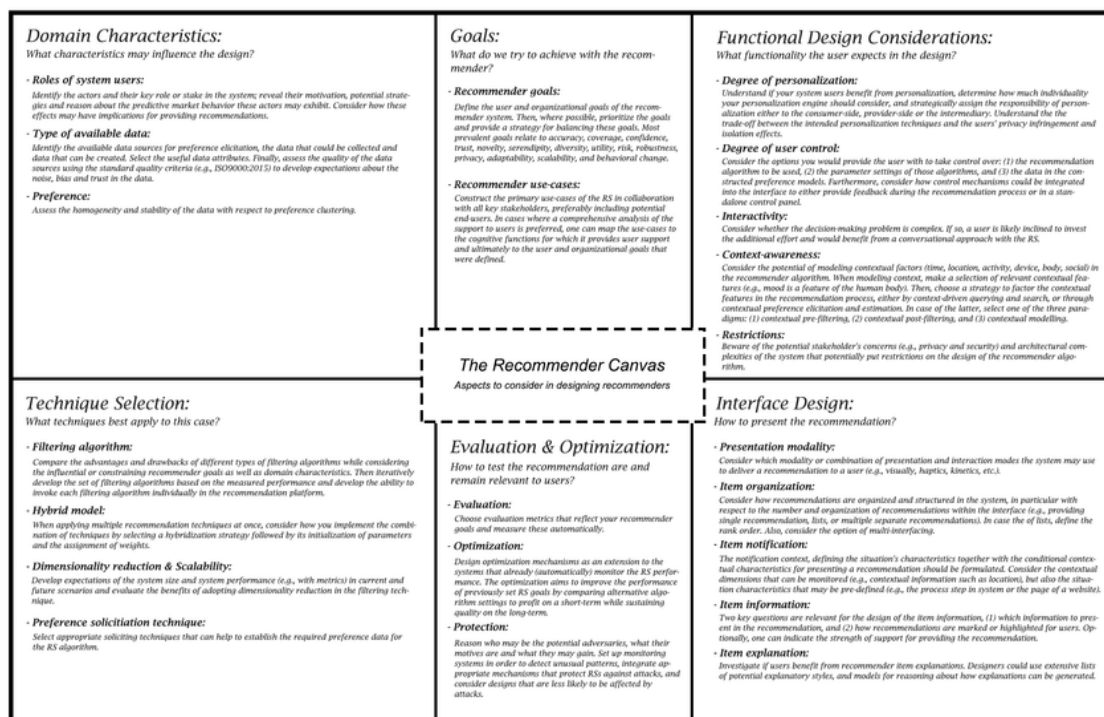 Domain Characteristics:
What characteristics may influence the design?
- Roles of system users:
Identify the actors and their key role or stake in the system; reveal their motivation, potential strate-
gies and reason about the predictive market behavior these actors may exhibit. Consider how these
effects may have implications for providing recommendations.
- Type of available data:
Identify the available data sources for preference elicitation, the data that could be collected and
data that can be created. Select the useful data attributes. Finally, assess the quality of the data
sources using the standard quality criteria (e.g., ISO9000:2015) to develop expectations about the
noise, bias and trust in the data.
- Preference:
Assess the homogeneity and stability of the data with respect to preference clustering.
Goals:
What do we try to achieve with the recom-
mender?
- Recommender goals:
Define the user and organizational goals of the recom-
mender system. Then, where possible, prioritize the goals
and provide a strategy for balancing these goals. Most
prevalent goals relate to accuracy, coverage, confidence,
trust, novelty, serendipity, diversity, utility, risk, robustness,
privacy, adaptability, scalability, and behavioral change.
- Recommender use-cases:
Construct the primary use-cases of the RS in collaboration
with all key stakeholders, preferably including potential
end-users. In cases where a comprehensive analysis of the
support to users is preferred, one can map the use-cases to
the cognitive functions for which it provides user support
and ultimately to the user and organizational goals that
were defined.
Functional Design Considerations:
What functionality the user expects in the design?
- Degree of personalization:
Understand if your system users benefit from personalization, determine how much individuality
your personalization engine should consider, and strategically assign the responsibility of person-
alization either to the consumer-side, provider-side or the intermediary. Understand the the
trade-off between the intended personalization techniques and the users' privacy infringement and
isolation effects.
- Degree of user control:
Consider the options you would provide the user with to take control over: (1) the recommendation
algorithm to be used, (2) the parameter settings of those algorithms, and (3) the data in the con-
structed preference models. Furthermore, consider how control mechanisms could be integrated
into the interface to either provide feedback during the recommendation process or in a stan-
dalone control panel.
- Interactivity:
Consider whether the decision-making problem is complex. If so, a user is likely inclined to invest
the additional effort and would benefit from a conversational approach with the RS.
- Context-awareness:
Consider the potential of modeling contextual factors (time, location, activity, device, body, social) in
the recommender algorithm. When modeling context, make a selection of relevant contextual fea-
tures (e.g., mood is a feature of the human body). Then, choose a strategy to factor the contextual
features in the recommendation process, either by context-driven querying and search, or through
contextual preference elicitation and estimation. In case of the latter, select one of the three para-
digms: (1) contextual pre-filtering, (2) contextual post-filtering, and (3) contextual modelling.
- Restrictions:
Beware of the potential stakeholder's concerns (e.g., privacy and security) and architectural com-
plexities of the system that potentially put restrictions on the design of the recommender algo-
rithm.
The Recommender Canvas
Aspects to consider in designing recommenders
Technique Selection:
What techniques best apply to this case?
- Filtering algorithm:
Compare the advantages and drawbacks of different types of filtering algorithms while considering
the influential or constraining recommender goals as well as domain characteristics. Then iteratively
develop the set of filtering algorithms based on the measured performance and develop the ability to
invoke each filtering algorithm individually in the recommendation platform.
- Hybrid model:
When applying multiple recommendation techniques at once, consider how you implement the combi-
nation of techniques by selecting a hybridization strategy followed by its initialization of parameters
and the assignment of weights.
- Dimensionality reduction & Scalability:
Develop expectations of the system size and system performance (e.g., with metrics) in current and
future scenarios and evaluate the benefits of adopting dimensionality reduction in the filtering tech-
nique.
- Preference solicitiation technique:
Select appropriate soliciting techniques that can help to establish the required preference data for
the RS algorithm.
Evaluation & Optimization:
How to test the recommendation are and
remain relevant to users?
- Evaluation:
Choose evaluation metrics that reflect your recommender
goals and measure these automatically.
- Optimization:
Design optimization mechanisms as an extension to the
systems that already (automatically) monitor the RS perfor-
mance. The optimization aims to improve the performance
of previously set RS goals by comparing alternative algo-
rithm settings to profit on a short-term while sustaining
quality on the long-term.
- Protection:
Reason who may be the potential adversaries, what their
motives are and what they may gain. Set up monitoring
systems in order to detect unusual patterns, integrate ap-
propriate mechanisms that protect RSs against attacks, and
consider designs that are less likely to be affected by
attacks.
Interface Design:
How to present the recommendation?
- Presentation modality:
Consider which modality or combination of presentation and interaction modes the system may use
to deliver a recommendation to a user (e.g., visually, haptics, kinetics, etc.).
- Item organization:
Consider how recommendations are organized and structured in the system, in particular with
respect to the number and organization of recommendations within the interface (e.g., providing
single recommendation, lists, or multiple separate recommendations). In case the of lists, define the
rank order. Also, consider the option of multi-interfacing.
- Item notification:
The notification context, defining the situation's characteristics together with the conditional contex-
tual characteristics for presenting a recommendation should be formulated. Consider the contextual
dimensions that can be monitored (e.g., contextual information such as location), but also the situa-
tion characteristics that may be pre-defined (e.g., the process step in system or the page of a website).
- Item information:
Two key questions are relevant for the design of the item information, (1) which information to pres-
ent in the recommendation, and (2) how recommendations are marked or highlighted for users. Op-
tionally, one can indicate the strength of support for providing the recommendation.
- Item explanation:
Investigate if users benefit from recommender item explanations. Designers could use extensive lists
of potential explanatory styles, and models for reasoning about how explanations can be generated.